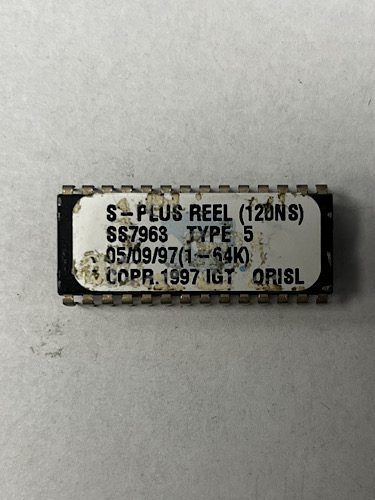 S-PLUS REEL (120NS)
SS7963 TYPE 5
05/09/97(1-64K)
COPR.1997 IGT QRISL